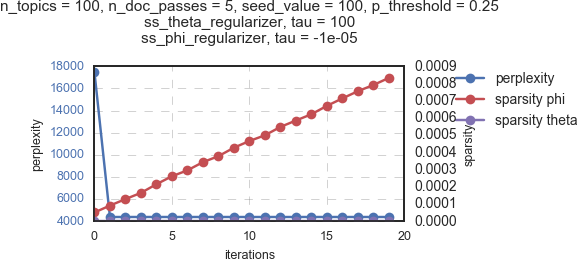 n_topics = 100, n_doc_passes = 5, seed_value = 100, p_threshold = 0.25
ss_theta_regularizer, tau = 100
ss_phi_regularizer, tau = -1e-05
18000
16000
14000
12000
10000
8000
6000
4000
perplexity
0
5
10
15
20
iterations
0.0009
0.0008
0.0007
0.0006
0.0005
0.0004
0.0003
0.0002
0.0001
0.0000
sparsity
perplexity
sparsity phi
sparsity theta